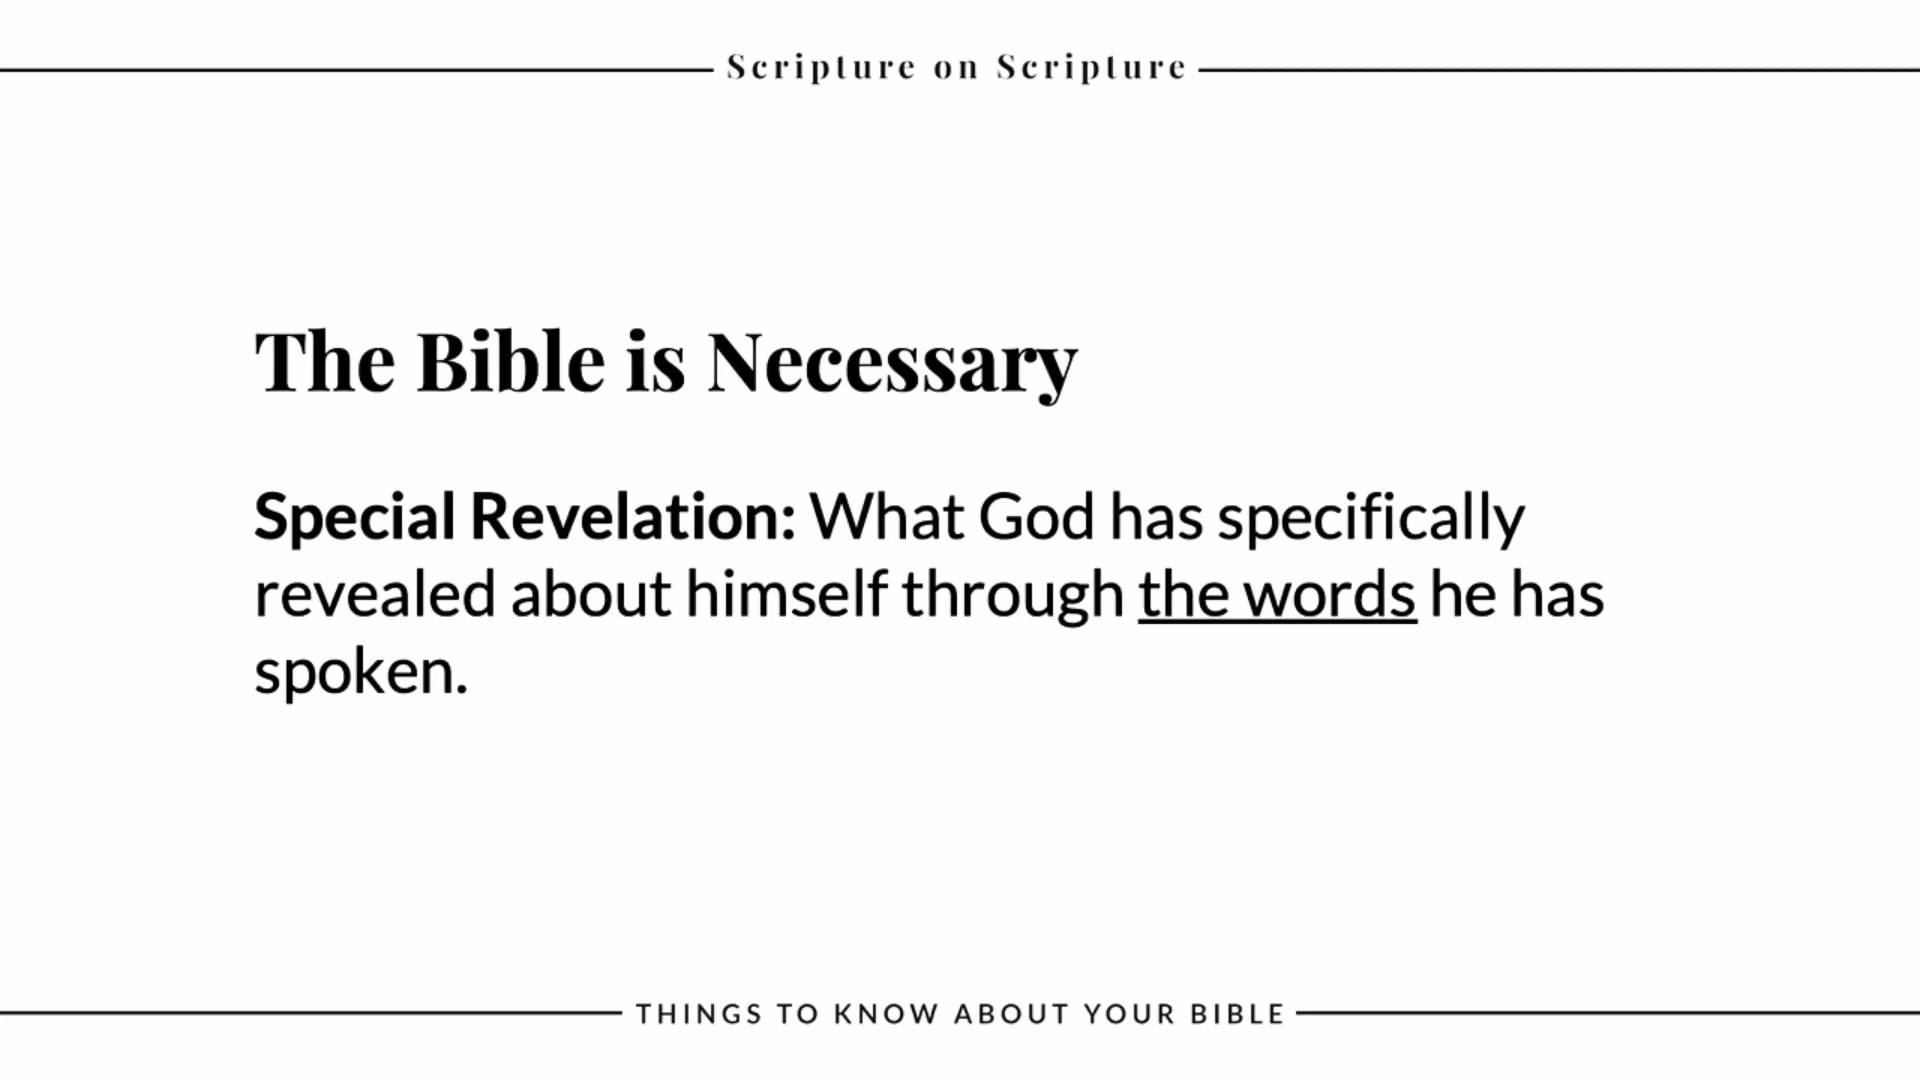 Scripture on Scripture
The Bible is Necessary
Special Revelation: What God has specifically
revealed about himself through the words he has
spoken.
THINGS TO KNOW ABOUT YOUR BIBLE